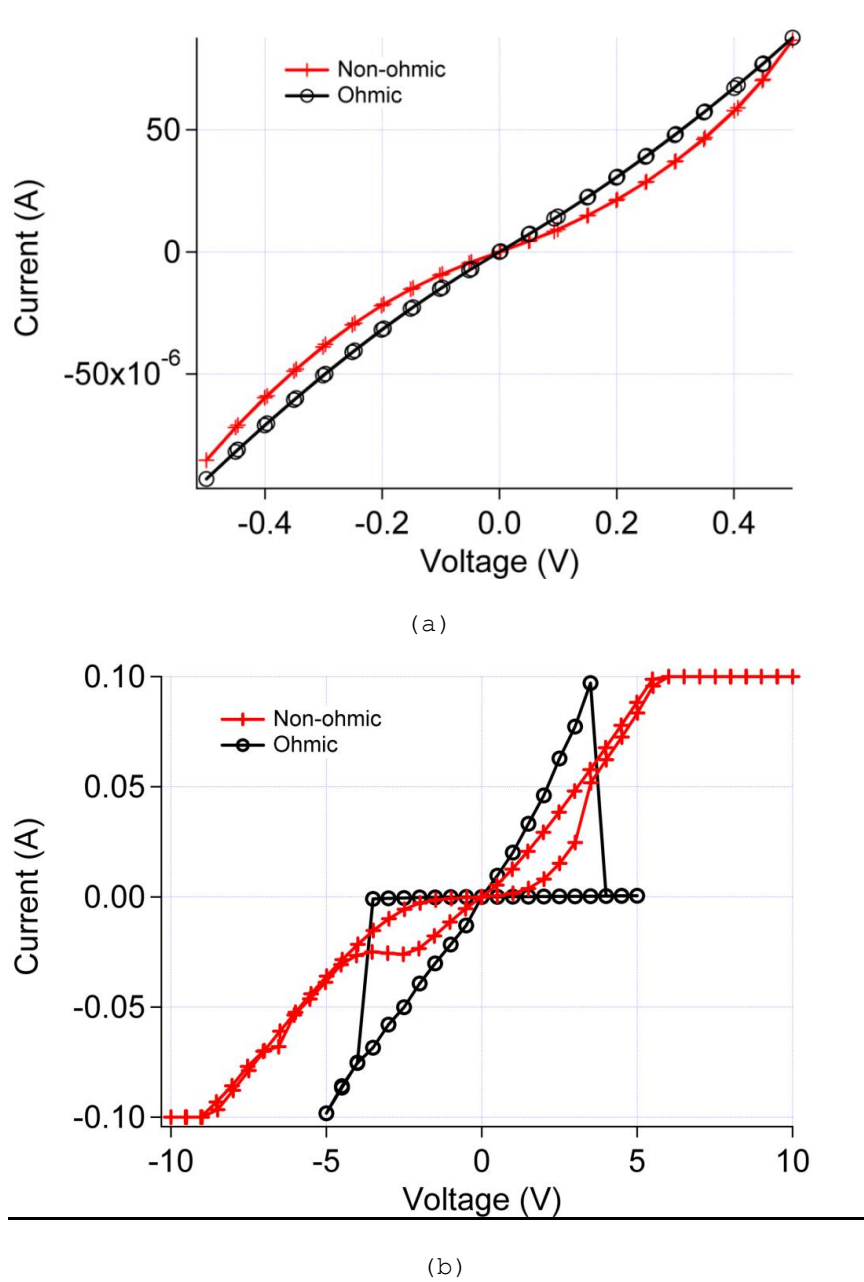 Non-ohmic
Ohmic
50
0
-50x10⁻⁶
Current (A)
-0.4 -0.2 0.0 0.2 0.4
Voltage (V)
(a)
0.10
0.05
0.00
-0.05
-0.10
Non-ohmic
Ohmic
Current (A)
-10 -5 0 5 10
Voltage (V)
(b)